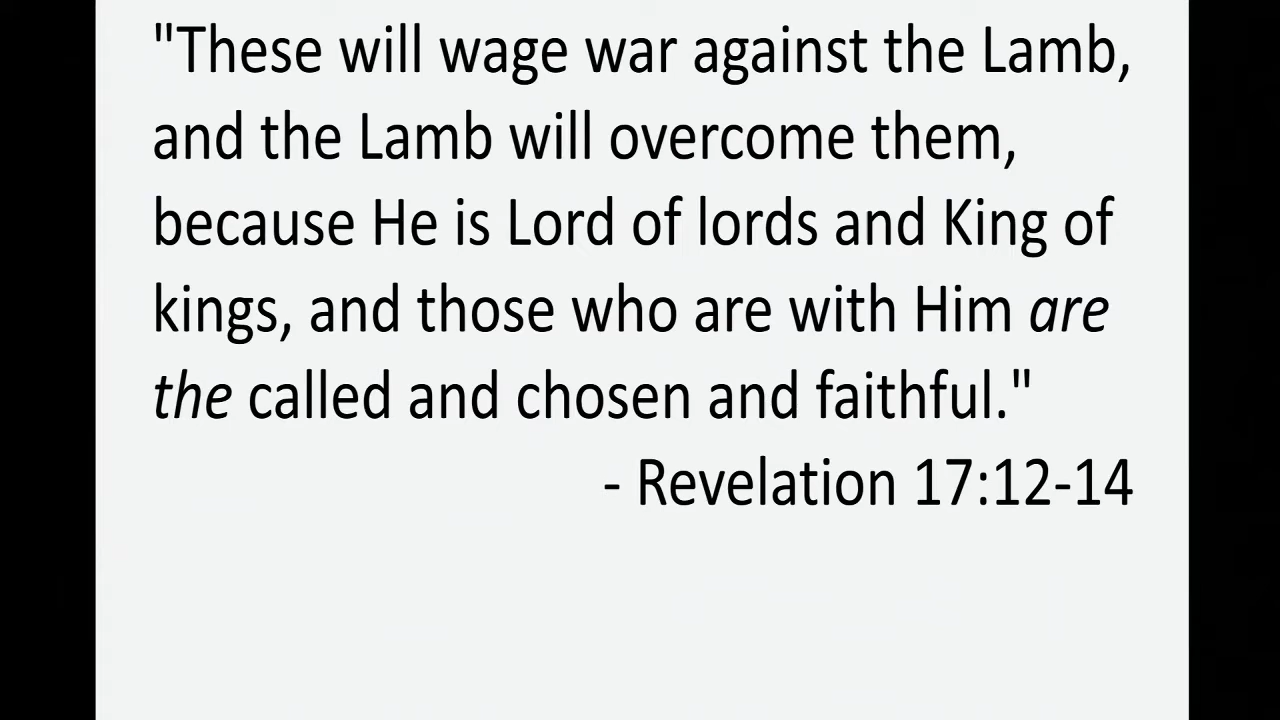 "These will wage war against the Lamb,
and the Lamb will overcome them,
because He is Lord of lords and King of
kings, and those who are with Him are
the called and chosen and faithful."
- Revelation 17:12-14